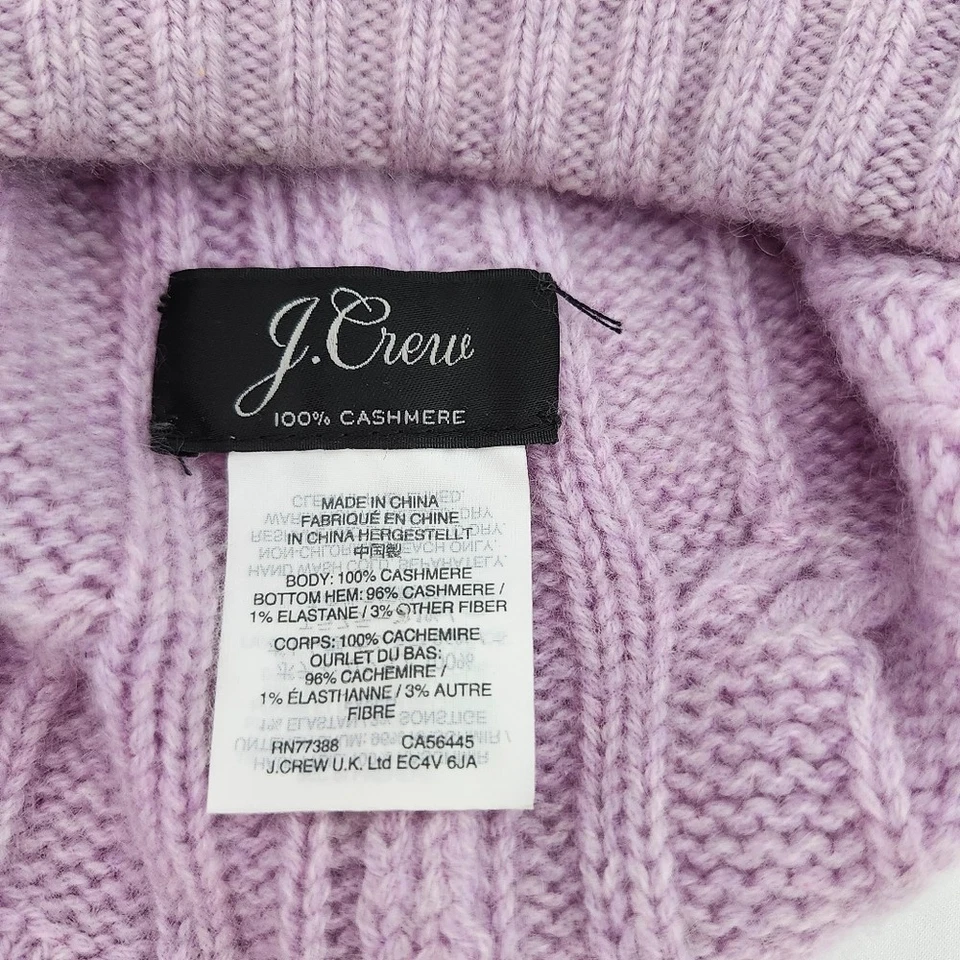 J.Crew
100% CASHMERE
MADE IN CHINA
FABRIQUÉ EN CHINE
IN CHINA HERGESTELLT
中国製
BODY: 100% CASHMERE
BOTTOM HEM: 96% CASHMERE /
1% ELASTANE / 3% OTHER FIBER
CORPS: 100% CACHEMIRE
OURLET DU BAS:
96% CACHEMIRE /
1% ÉLASTHANNE / 3% AUTRE
FIBRE
RN77388 CA56445
J.CREW U.K. Ltd EC4V 6JA